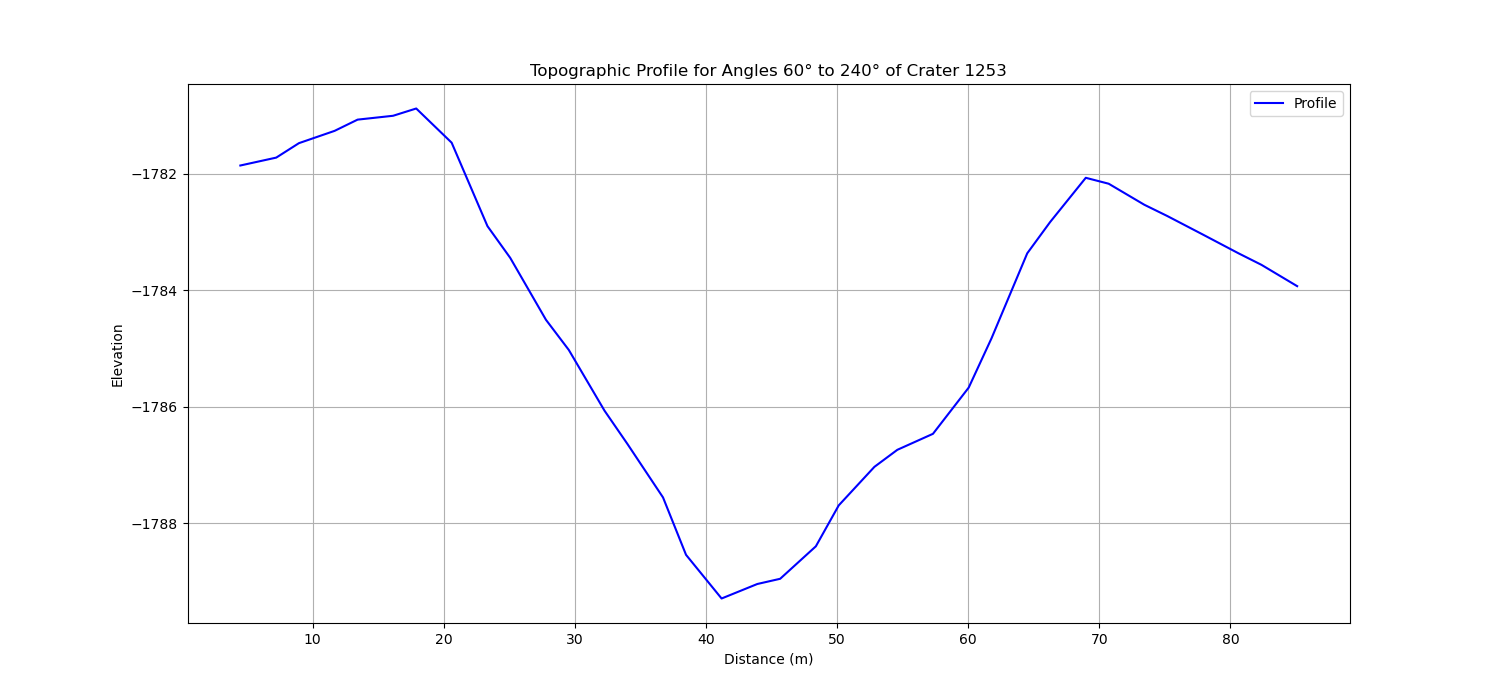 Topographic Profile for Angles 60° to 240° of Crater 1253
Profile
−1782
−1784
−1786
−1788
Elevation
10 20 30 40 50 60 70 80
Distance (m)